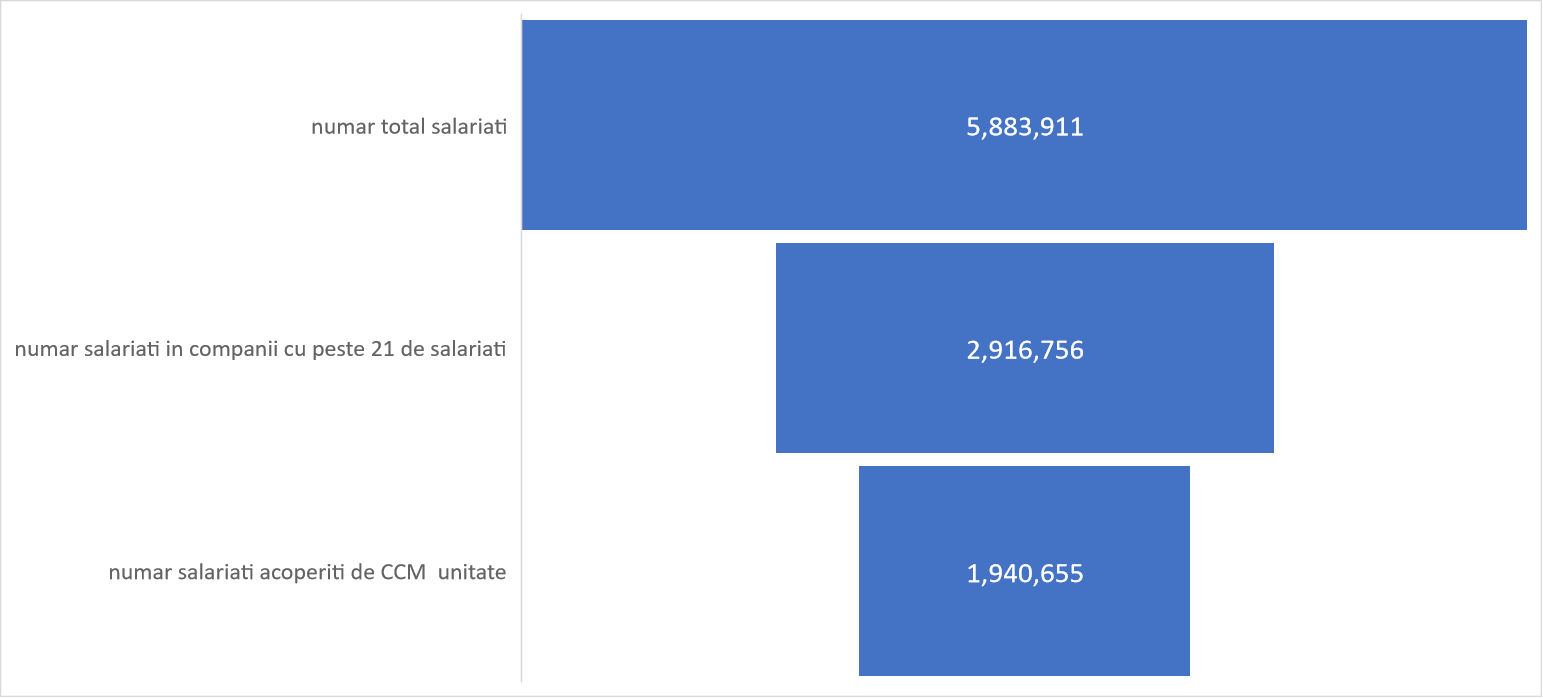 numar total salariati
5,883,911
numar salariati in companii cu peste 21 de salariati
2,916,756
numar salariati acoperiti de CCM  unitate
1,940,655